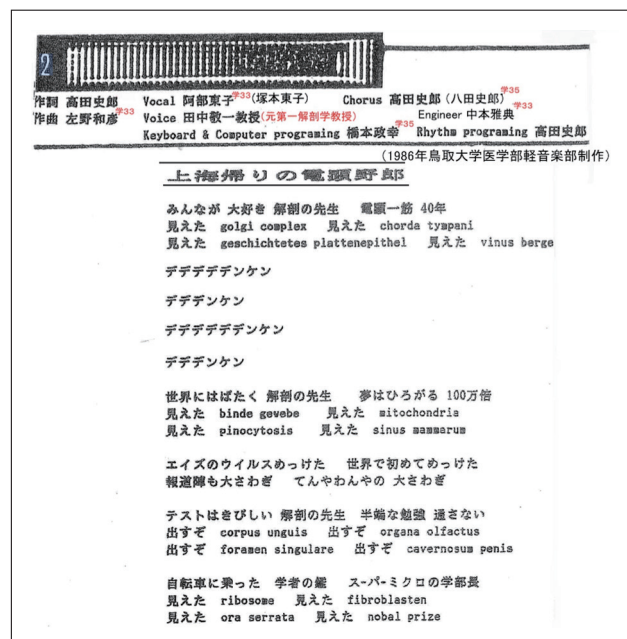 2
作詞 高田史郎 Vocal 阿部東子学33(塚本東子) Chorus 高田史郎(八田史郎)学35
作曲 左野和彦学33 Voice 田中敬一教授(元第一解剖学教授) Engineer 中本雅典学33
Keyboard & Computer programing 橋本政幸学35 Rhythm programing 高田史郎
(1986年鳥取大学医学部軽音楽部制作)
上海帰りの電顕野郎
みんなが 大好き 解剖の先生 電顕一筋 40年
見えた golgi complex 見えた chorda tympani
見えた geschichtetes plattenepithel 見えた vinus berge
デデデデデンケン
デデデンケン
デデデデデデンケン
デデデンケン
世界にはばたく 解剖の先生 夢はひろがる 100万倍
見えた binde gewebe 見えた mitochondria
見えた pinocytosis 見えた sinus mammarum
エイズのウイルスめっけた 世界で初めてめっけた
報道陣も大さわぎ てんやわんやの 大さわぎ
テストはきびしい 解剖の先生 半端な勉強 通さない
出すぞ corpus unguis 出すぞ organa olfactus
出すぞ foramen singulare 出すぞ cavernosum penis
自転車に乗った 学者の鑑 スーパーミクロの学部長
見えた ribosome 見えた fibroblasten
見えた ora serrata 見えた nobal prize